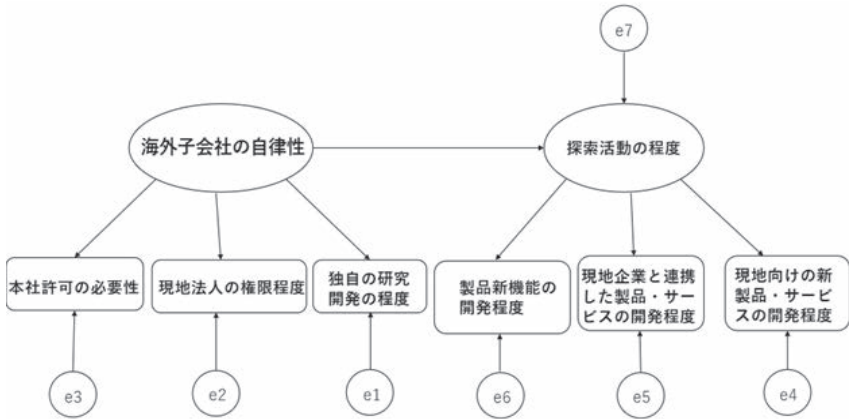 e7
海外子会社の自律性
探索活動の程度
本社許可の必要性
現地法人の権限程度
独自の研究
開発の程度
製品新機能の
開発程度
現地企業と連携
した製品・サー
ビスの開発程度
現地向けの新
製品・サービ
スの開発程度
e3
e2
e1
e6
e5
e4